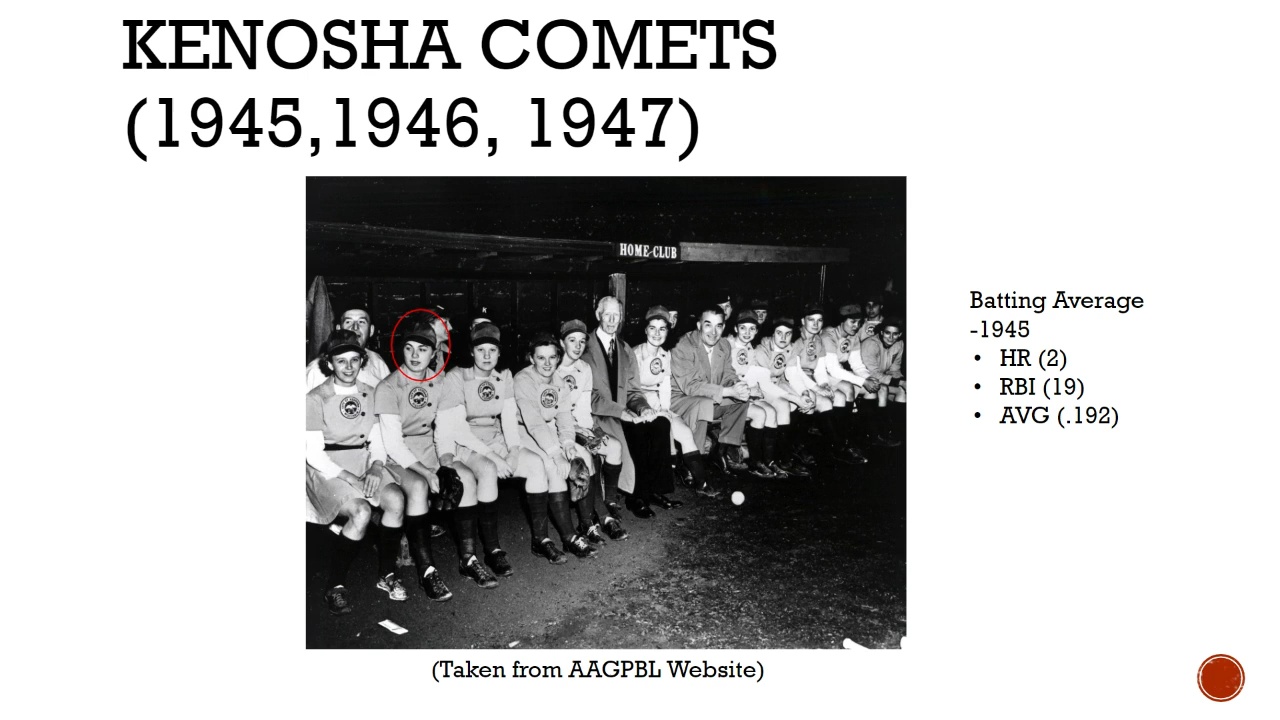 KENOSHA COMETS
(1945,1946, 1947)
HOME CLUB
Batting Average
-1945
• HR (2)
• RBI (19)
• AVG (.192)
(Taken from AAGPBL Website)